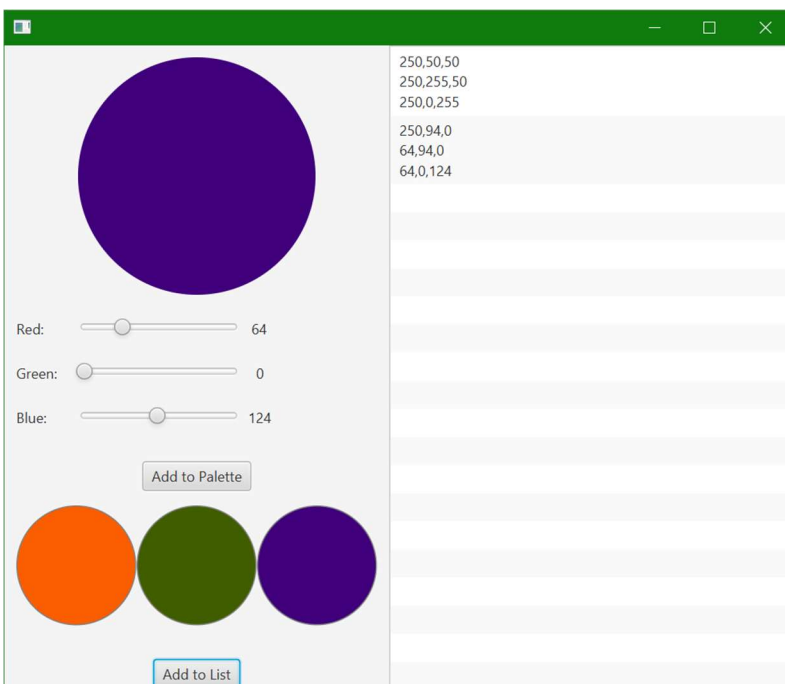 Red:
64
Green:
0
Blue:
124
Add to Palette
Add to List
250,50,50
250,255,50
250,0,255
250,94,0
64,94,0
64,0,124